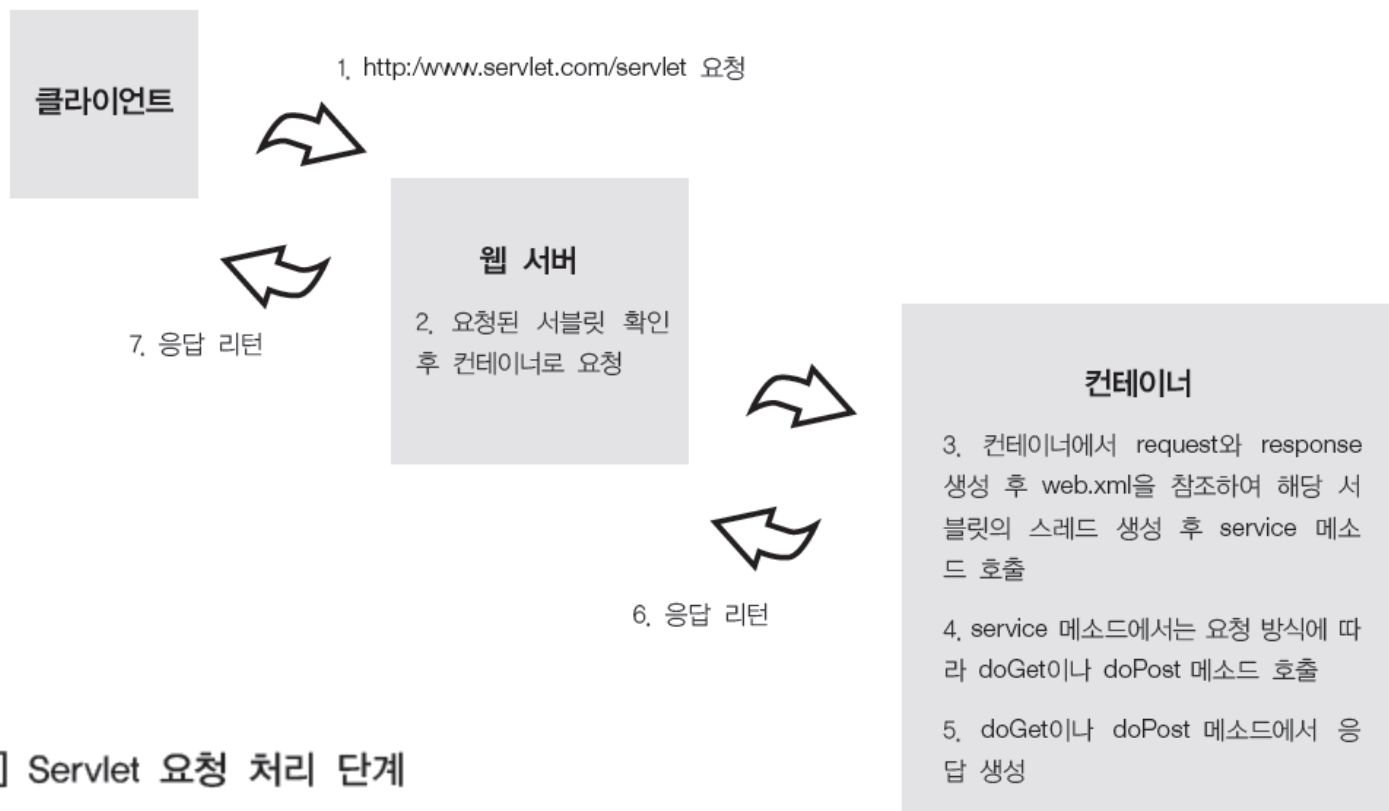 클라이언트
1. http:/www.servlet.com/servlet 요청
웹 서버
2. 요청된 서블릿 확인
후 컨테이너로 요청
7. 응답 리턴
컨테이너
3. 컨테이너에서 request와 response
생성 후 web.xml을 참조하여 해당 서
블릿의 스레드 생성 후 service 메소
드 호출
4. service 메소드에서는 요청 방식에 따
라 doGet이나 doPost 메소드 호출
5. doGet이나 doPost 메소드에서 응
답 생성
6. 응답 리턴
] Servlet 요청 처리 단계